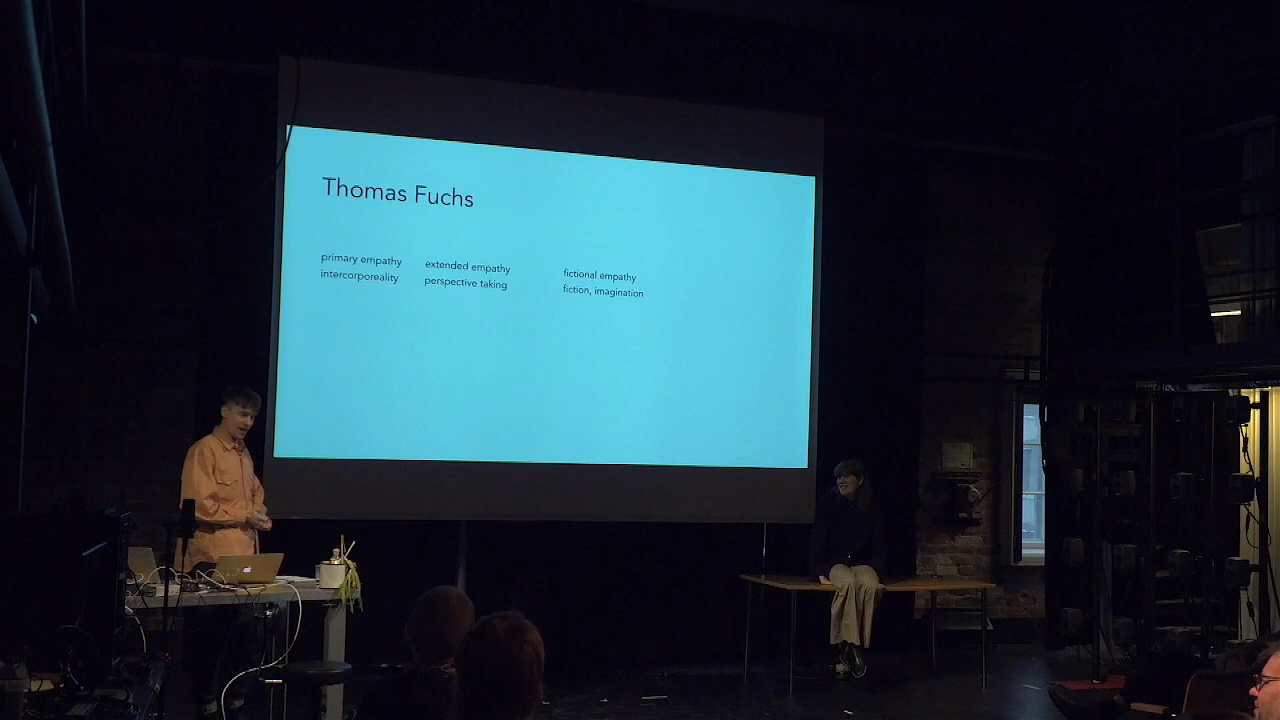 Thomas Fuchs
primary empathy
intercorporeality
extended empathy
perspective taking
fictional empathy
fiction, imagination